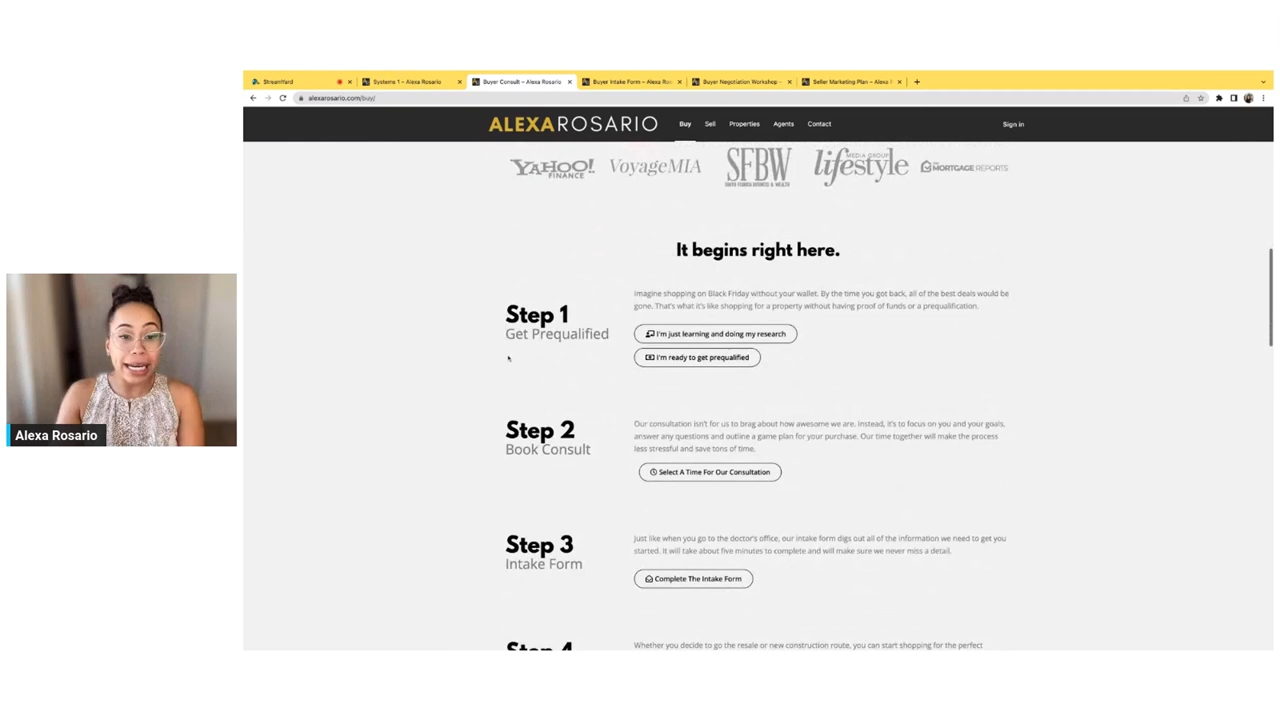 StreamYard
Systems 1 – Alexa Rosario
Buyer Consult – Alexa Rosario
Buyer Intake Form – Alexa Ros
Buyer Negotiation Workshop –
Seller Marketing Plan – Alexa R
alexarosario.com/buy/
ALEXAROSARIO
Buy
Sell
Properties
Agents
Contact
Sign in
YAHOO!
FINANCE
VoyageMIA
SFBW
SOUTH FLORIDA BUSINESS & WEALTH
lifestyle
MEDIA GROUP
THE
MORTGAGE REPORTS
It begins right here.
Step 1
Get Prequalified
Imagine shopping on Black Friday without your wallet. By the time you got back, all of the best deals would be
gone. That's what it's like shopping for a property without having proof of funds or a prequalification.
I'm just learning and doing my research
I'm ready to get prequalified
Step 2
Book Consult
Our consultation isn't for us to brag about how awesome we are. Instead, it's to focus on you and your goals,
answer any questions and outline a game plan for your purchase. Our time together will make the process
less stressful and save tons of time.
Select A Time For Our Consultation
Step 3
Intake Form
Just like when you go to the doctor's office, our intake form digs out all of the information we need to get you
started. It will take about five minutes to complete and will make sure we never miss a detail.
Complete The Intake Form
Step 4
Whether you decide to go the resale or new construction route, you can start shopping for the perfect
Alexa Rosario